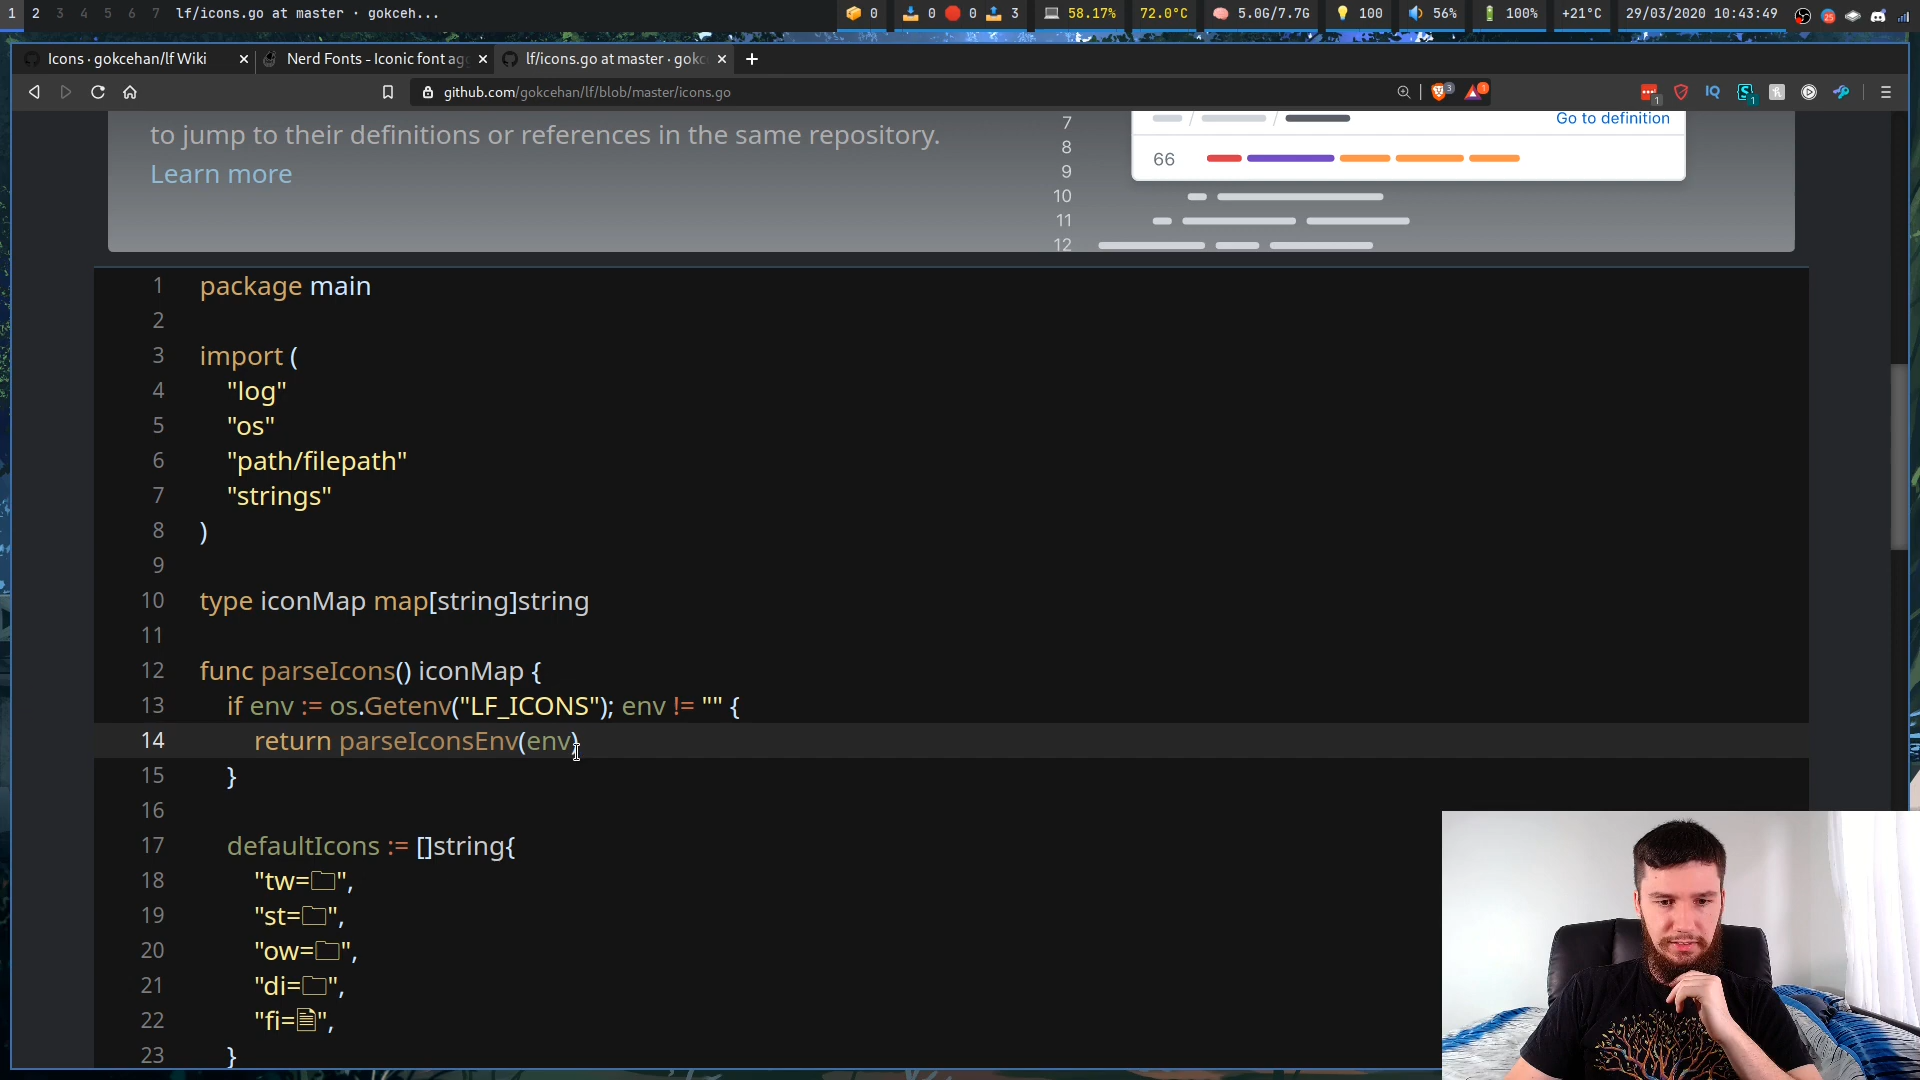 1 2 3 4 5 6 7 lf/icons.go at master · gokceh... 0 0 0 3 58.17% 72.0°C 5.0G/7.7G 100 56% 100% +21°C 29/03/2020 10:43:49 25
Icons · gokcehan/lf Wiki Nerd Fonts - Iconic font ag lf/icons.go at master · gokc
github.com/gokcehan/lf/blob/master/icons.go 3 1 1 IQ 1
to jump to their definitions or references in the same repository.
Learn more
7
8
9
10
11
12
Go to definition
66
1 package main
2
3 import (
4 "log"
5 "os"
6 "path/filepath"
7 "strings"
8 )
9
10 type iconMap map[string]string
11
12 func parseIcons() iconMap {
13 if env := os.Getenv("LF_ICONS"); env != "" {
14 return parseIconsEnv(env)
15 }
16
17 defaultIcons := []string{
18 "tw=🗀",
19 "st=🗀",
20 "ow=🗀",
21 "di=🗀",
22 "fi=🗎",
23 }